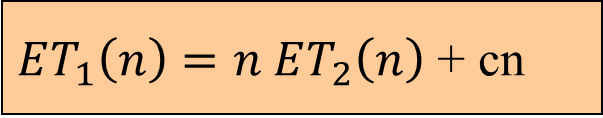 𝐸𝑇₁(𝑛) = 𝑛 𝐸𝑇₂(𝑛) + cn